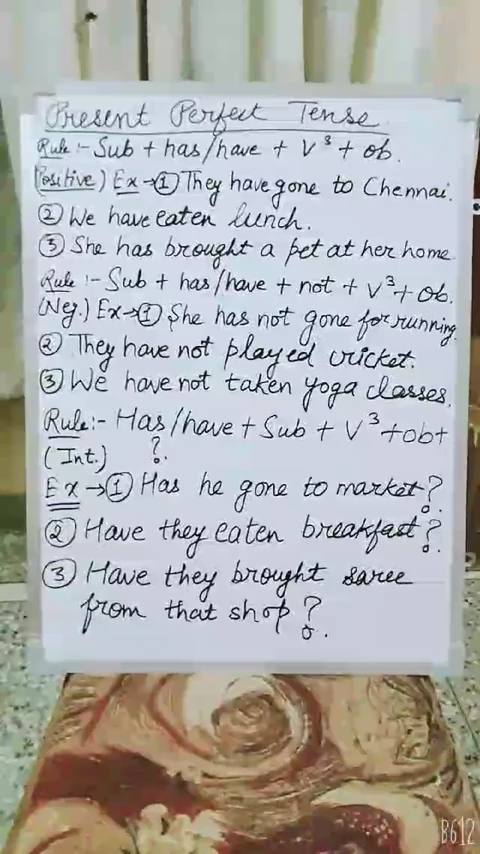 Present Perfect Tense
Rule :- Sub + has/have + V³ + ob.
(Positive) Ex → ① They have gone to Chennai.
② We have eaten lunch.
③ She has brought a pet at her home
Rule :- Sub + has/have + not + V³ + ob.
(Neg.) Ex → ① She has not gone for running.
② They have not played cricket.
③ We have not taken yoga classes.
Rule :- Has/have + Sub + V³ + ob +
(Int.) ?
Ex → ① Has he gone to market?
② Have they eaten breakfast?
③ Have they brought saree
from that shop?
B612